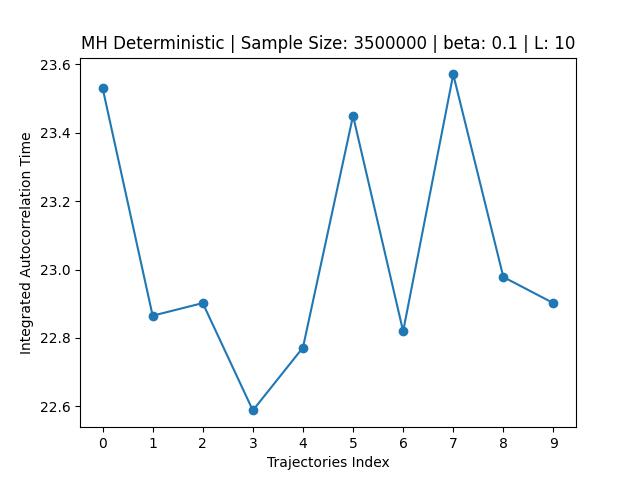 MH Deterministic | Sample Size: 3500000 | beta: 0.1 | L: 10
23.6
23.4
23.2
23.0
22.8
22.6
Integrated Autocorrelation Time
0 1 2 3 4 5 6 7 8 9
Trajectories Index